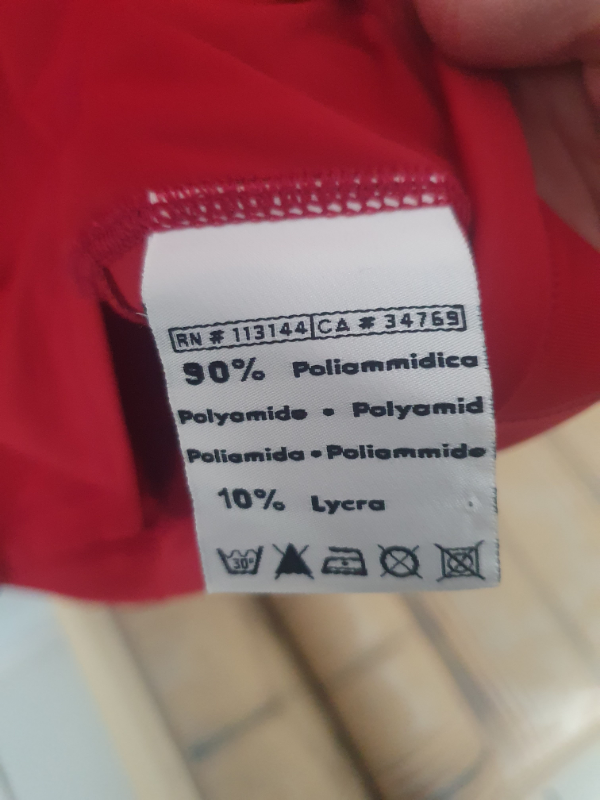 RN # 113144 CA # 34769
90% Poliammidica
Polyamide • Polyamid
Poliamida • Poliammide
10% Lycra
30°